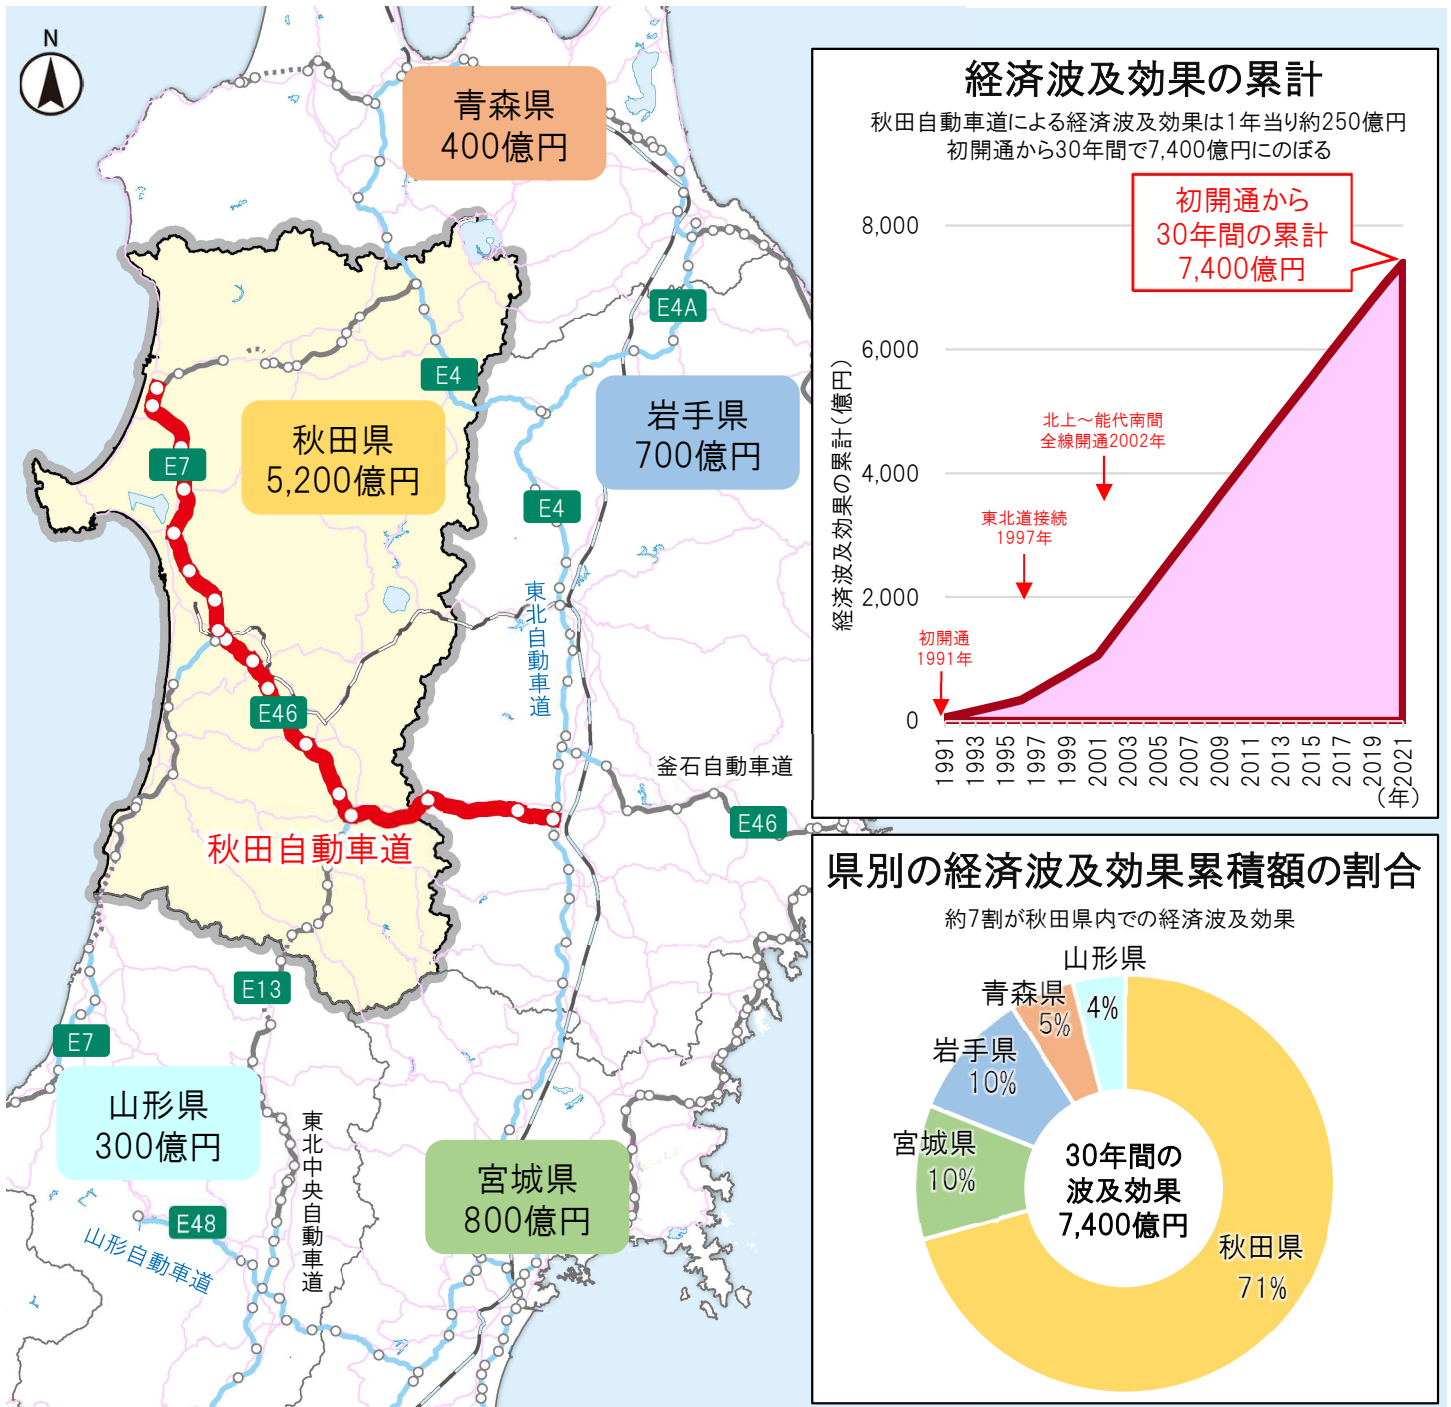 N
青森県
400億円
E4A
E4
秋田県
5,200億円
岩手県
700億円
E7
E4
東北自動車道
E46
釜石自動車道
E46
秋田自動車道
E13
E7
山形県
300億円
東北中央自動車道
宮城県
800億円
E48
山形自動車道
経済波及効果の累計
秋田自動車道による経済波及効果は1年当り約250億円
初開通から30年間で7,400億円にのぼる
初開通から
30年間の累計
7,400億円
経済波及効果の累計(億円)
8,000
6,000
4,000
2,000
0
北上～能代南間
全線開通2002年
東北道接続
1997年
初開通
1991年
1991
1993
1995
1997
1999
2001
2003
2005
2007
2009
2011
2013
2015
2017
2019
2021
(年)
県別の経済波及効果累積額の割合
約7割が秋田県内での経済波及効果
山形県
4%
青森県
5%
岩手県
10%
宮城県
10%
30年間の
波及効果
7,400億円
秋田県
71%